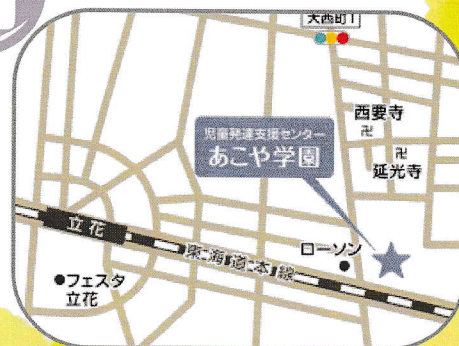 大西町1
西要寺
卍
卍
延光寺
児童発達支援センター
あこや学園
立花
東海道本線
ローソン
フェスタ
立花